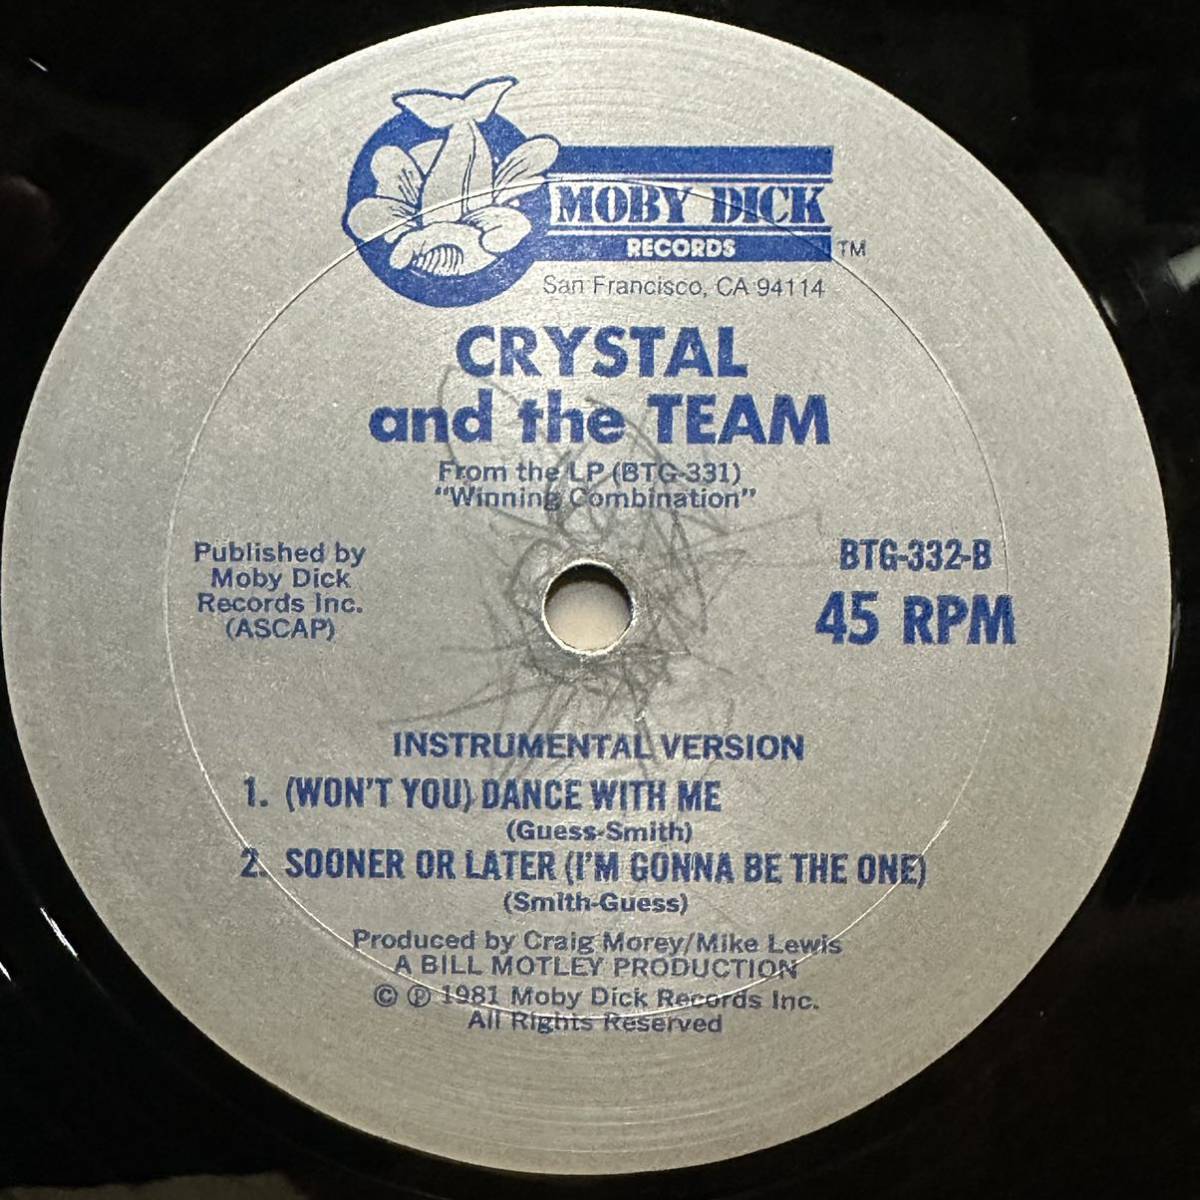 MOBY DICK
RECORDS
TM
San Francisco, CA 94114
CRYSTAL
and the TEAM
From the LP (BTG-331)
"Winning Combination"
Published by
Moby Dick
Records Inc.
(ASCAP)
BTG-332-B
45 RPM
INSTRUMENTAL VERSION
1. (WON'T YOU) DANCE WITH ME
(Guess-Smith)
2. SOONER OR LATER (I'M GONNA BE THE ONE)
(Smith-Guess)
Produced by Craig Morey/Mike Lewis
A BILL MOTLEY PRODUCTION
© ℗ 1981 Moby Dick Records Inc.
All Rights Reserved